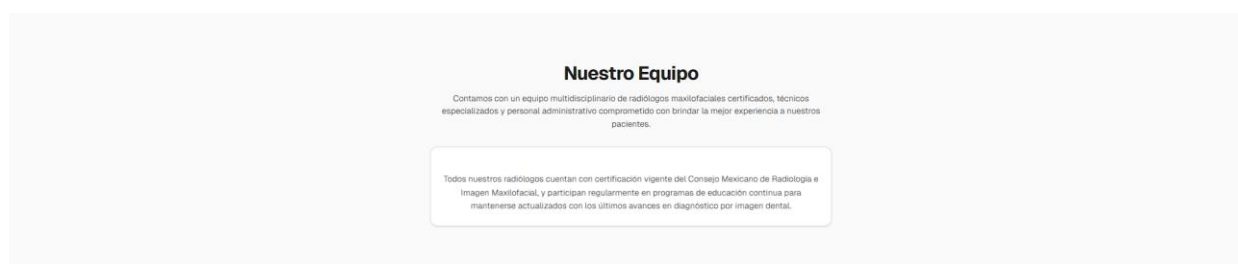 Nuestro Equipo
Contamos con un equipo multidisciplinario de radiólogos maxilofaciales certificados, técnicos
especializados y personal administrativo comprometido con brindar la mejor experiencia a nuestros
pacientes.
Todos nuestros radiólogos cuentan con certificación vigente del Consejo Mexicano de Radiología e
Imagen Maxilofacial, y participan regularmente en programas de educación continua para
mantenerse actualizados con los últimos avances en diagnóstico por imagen dental.